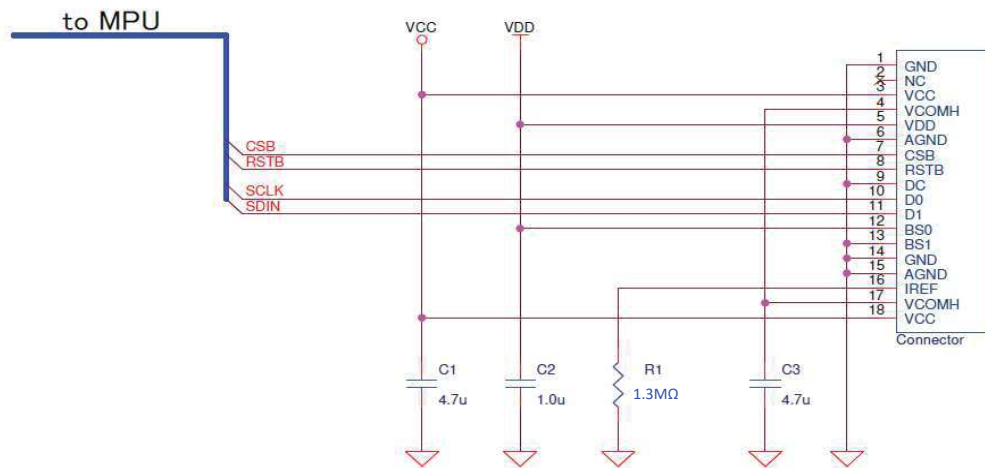 to MPU
VCC
VDD
CSB
RSTB
SCLK
SDIN
1 GND
2 NC
3 VCC
4 VCOMH
5 VDD
6 AGND
7 CSB
8 RSTB
9 DC
10 D0
11 D1
12 BS0
13 BS1
14 GND
15 AGND
16 IREF
17 VCOMH
18 VCC
Connector
C1
4.7u
C2
1.0u
R1
1.3MΩ
C3
4.7u